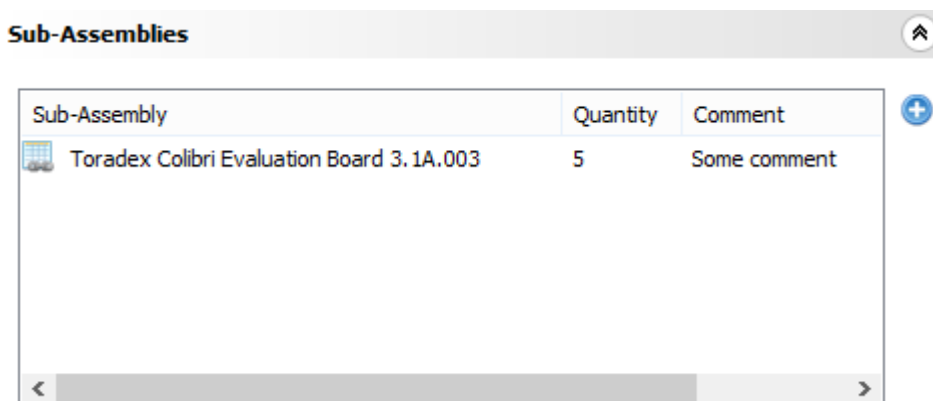 Sub-Assemblies
Sub-Assembly Quantity Comment
Toradex Colibri Evaluation Board 3.1A.003 5 Some comment